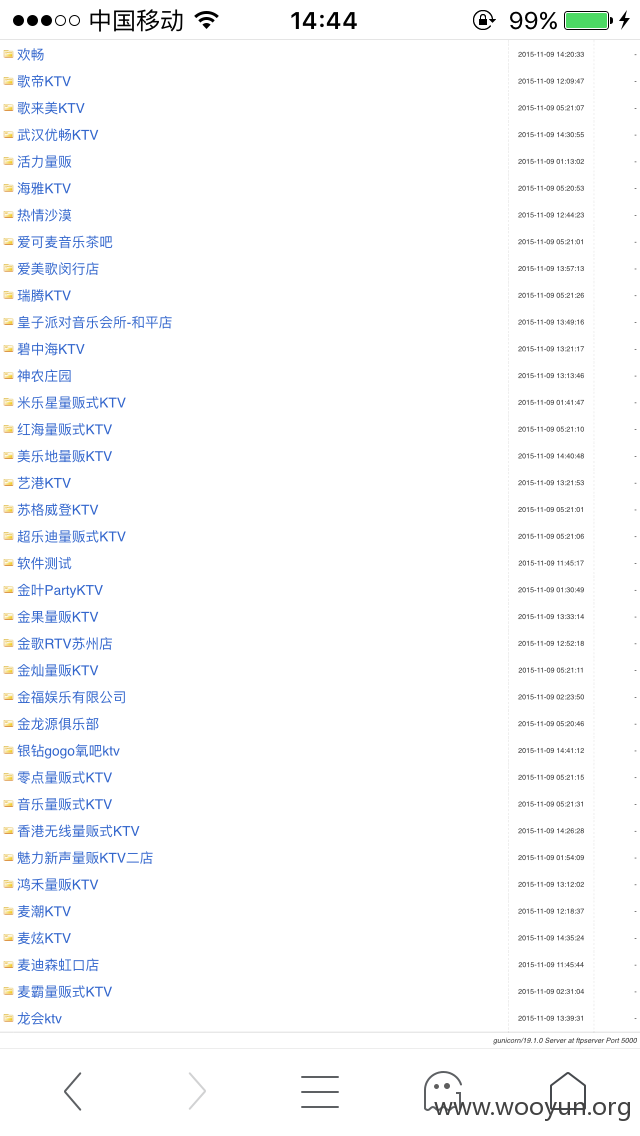 中国移动 14:44 99%
欢畅 2015-11-09 14:20:33 -
歌帝KTV 2015-11-09 12:09:47 -
歌来美KTV 2015-11-09 05:21:07 -
武汉优畅KTV 2015-11-09 14:30:55 -
活力量贩 2015-11-09 01:13:02 -
海雅KTV 2015-11-09 05:20:53 -
热情沙漠 2015-11-09 12:44:23 -
爱可麦音乐茶吧 2015-11-09 05:21:01 -
爱美歌闵行店 2015-11-09 13:57:13 -
瑞腾KTV 2015-11-09 05:21:26 -
皇子派对音乐会所-和平店 2015-11-09 13:49:16 -
碧中海KTV 2015-11-09 13:21:17 -
神农庄园 2015-11-09 13:13:46 -
米乐星量贩式KTV 2015-11-09 01:41:47 -
红海量贩式KTV 2015-11-09 05:21:10 -
美乐地量贩KTV 2015-11-09 14:40:48 -
艺港KTV 2015-11-09 13:21:53 -
苏格威登KTV 2015-11-09 05:21:01 -
超乐迪量贩式KTV 2015-11-09 05:21:06 -
软件测试 2015-11-09 11:45:17 -
金叶PartyKTV 2015-11-09 01:30:49 -
金果量贩KTV 2015-11-09 13:33:14 -
金歌RTV苏州店 2015-11-09 12:52:18 -
金灿量贩KTV 2015-11-09 05:21:11 -
金福娱乐有限公司 2015-11-09 02:23:50 -
金龙源俱乐部 2015-11-09 05:20:46 -
银钻gogo氧吧ktv 2015-11-09 14:41:12 -
零点量贩式KTV 2015-11-09 05:21:15 -
音乐量贩式KTV 2015-11-09 05:21:31 -
香港无线量贩式KTV 2015-11-09 14:26:28 -
魅力新声量贩KTV二店 2015-11-09 01:54:09 -
鸿禾量贩KTV 2015-11-09 13:12:02 -
麦潮KTV 2015-11-09 12:18:37 -
麦炫KTV 2015-11-09 14:35:24 -
麦迪森虹口店 2015-11-09 11:45:44 -
麦霸量贩式KTV 2015-11-09 02:31:04 -
龙会ktv 2015-11-09 13:39:31 -
gunicorn/19.1.0 Server at ftpserver Port 5000
www.wooyun.org